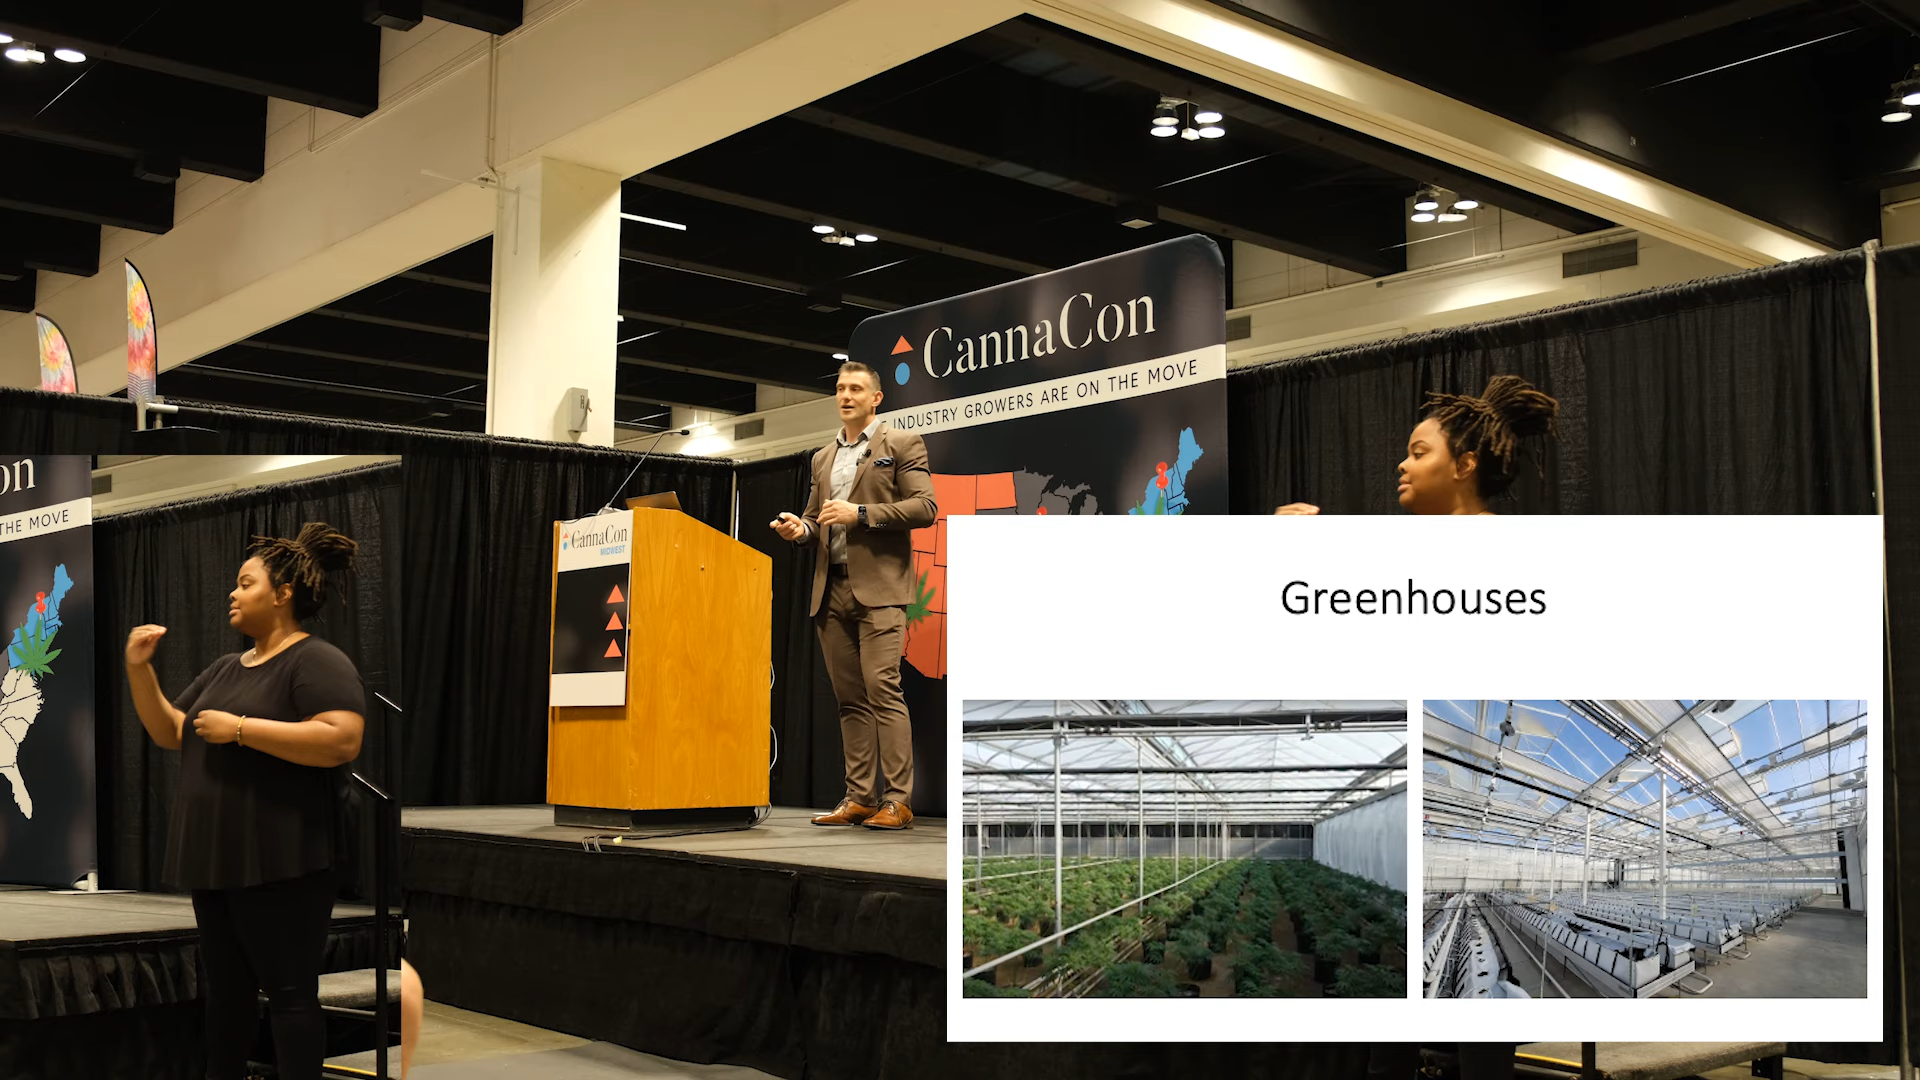 CannaCon
INDUSTRY GROWERS ARE ON THE MOVE
on
THE MOVE
CannaCon
MIDWEST
Greenhouses